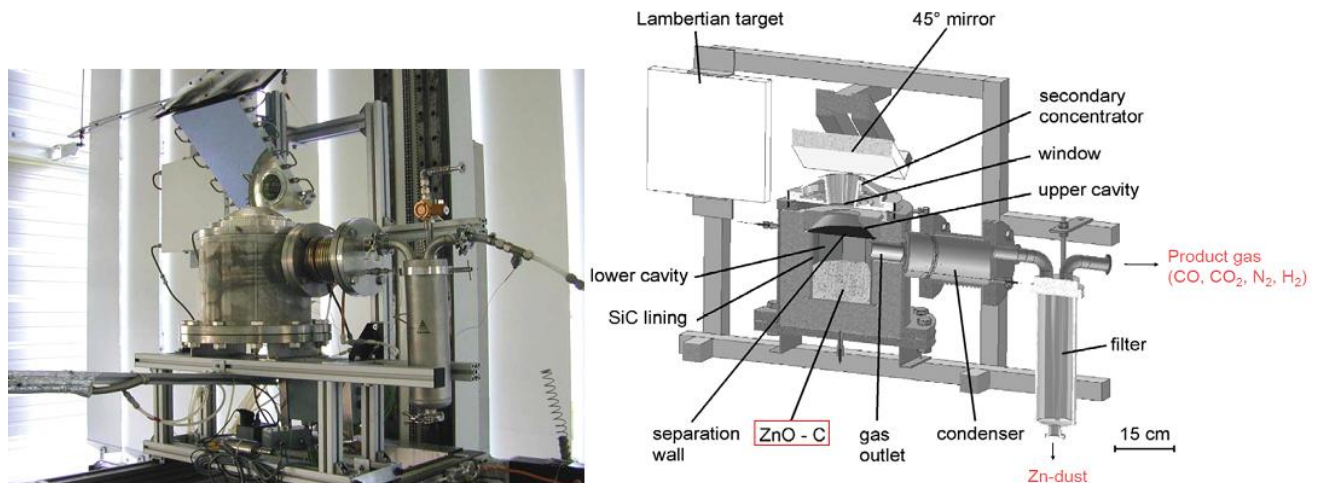 Lambertian target
45° mirror
secondary
concentrator
window
upper cavity
lower cavity
SiC lining
Product gas
(CO, CO₂, N₂, H₂)
filter
separation
wall
ZnO - C
gas
outlet
condenser
15 cm
Zn-dust